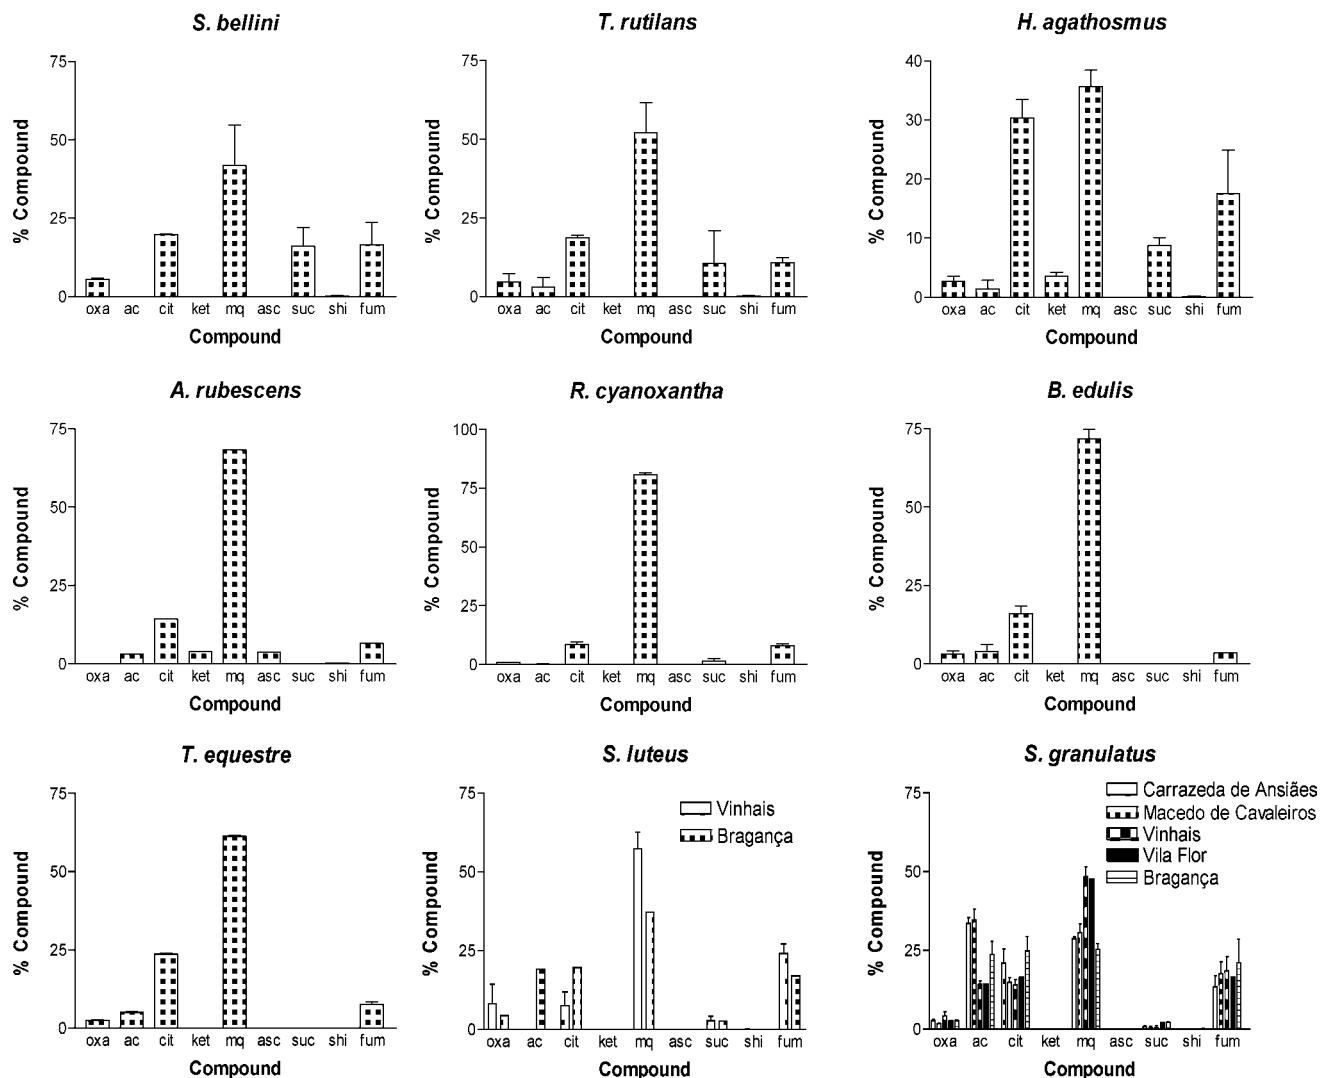 S. bellini
75
50
25
0
% Compound
oxa ac cit ket mq asc suc shi fum
Compound
T. rutilans
75
50
25
0
% Compound
oxa ac cit ket mq asc suc shi fum
Compound
H. agathosmus
40
30
20
10
0
% Compound
oxa ac cit ket mq asc suc shi fum
Compound
A. rubescens
75
50
25
0
% Compound
oxa ac cit ket mq asc suc shi fum
Compound
R. cyanoxantha
100
75
50
25
0
% Compound
oxa ac cit ket mq asc suc shi fum
Compound
B. edulis
75
50
25
0
% Compound
oxa ac cit ket mq asc suc shi fum
Compound
T. equestre
75
50
25
0
% Compound
oxa ac cit ket mq asc suc shi fum
Compound
S. luteus
Vinhais
Bragança
75
50
25
0
% Compound
oxa ac cit ket mq asc suc shi fum
Compound
S. granulatus
Carrazeda de Ansiães
Macedo de Cavaleiros
Vinhais
Vila Flor
Bragança
75
50
25
0
% Compound
oxa ac cit ket mq asc suc shi fum
Compound